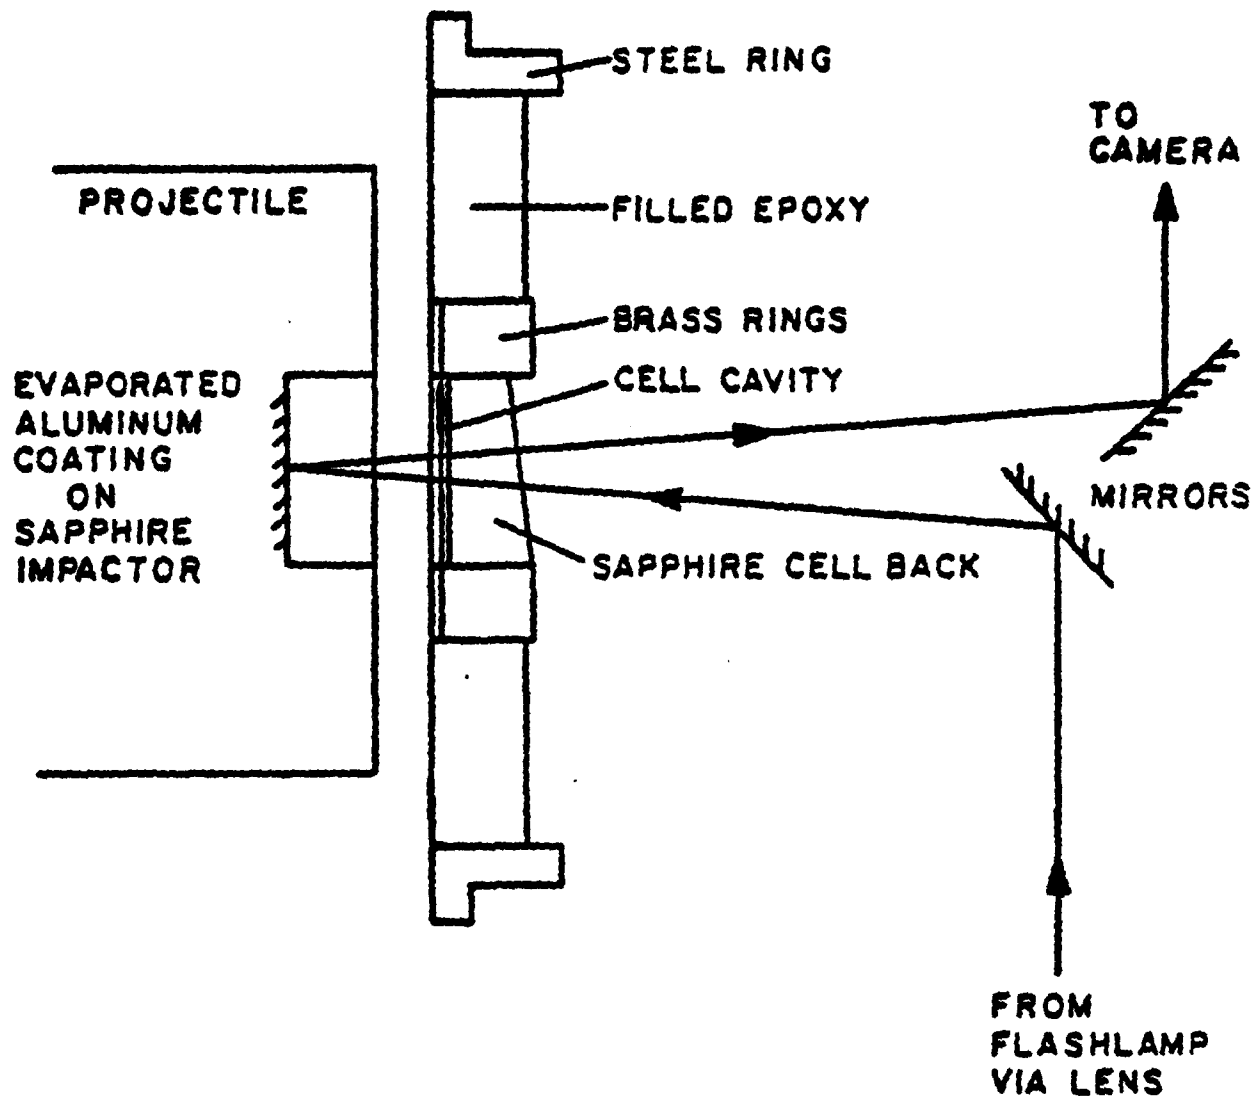 STEEL RING
TO
CAMERA
PROJECTILE
FILLED EPOXY
BRASS RINGS
CELL CAVITY
EVAPORATED
ALUMINUM
COATING
ON
SAPPHIRE
IMPACTOR
MIRRORS
SAPPHIRE CELL BACK
FROM
FLASHLAMP
VIA LENS